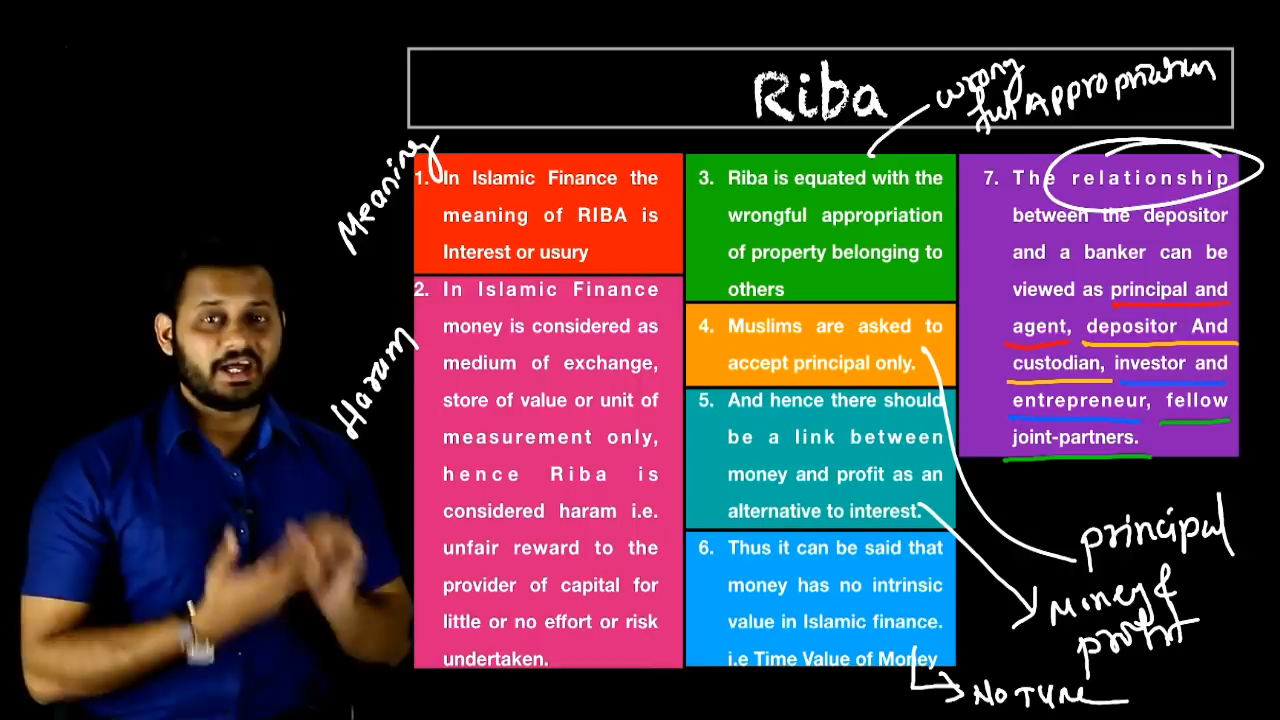 Riba
wrong
ful Appropriation
Meaning
1. In Islamic Finance the
meaning of RIBA is
Interest or usury
Haram
2. In Islamic Finance
money is considered as
medium of exchange,
store of value or unit of
measurement only,
hence Riba is
considered haram i.e.
unfair reward to the
provider of capital for
little or no effort or risk
undertaken.
3. Riba is equated with the
wrongful appropriation
of property belonging to
others
4. Muslims are asked to
accept principal only.
5. And hence there should
be a link between
money and profit as an
alternative to interest.
6. Thus it can be said that
money has no intrinsic
value in Islamic finance.
i.e Time Value of Money
7. The relationship
between the depositor
and a banker can be
viewed as principal and
agent, depositor And
custodian, investor and
entrepreneur, fellow
joint-partners.
principal
Money &
profit
No